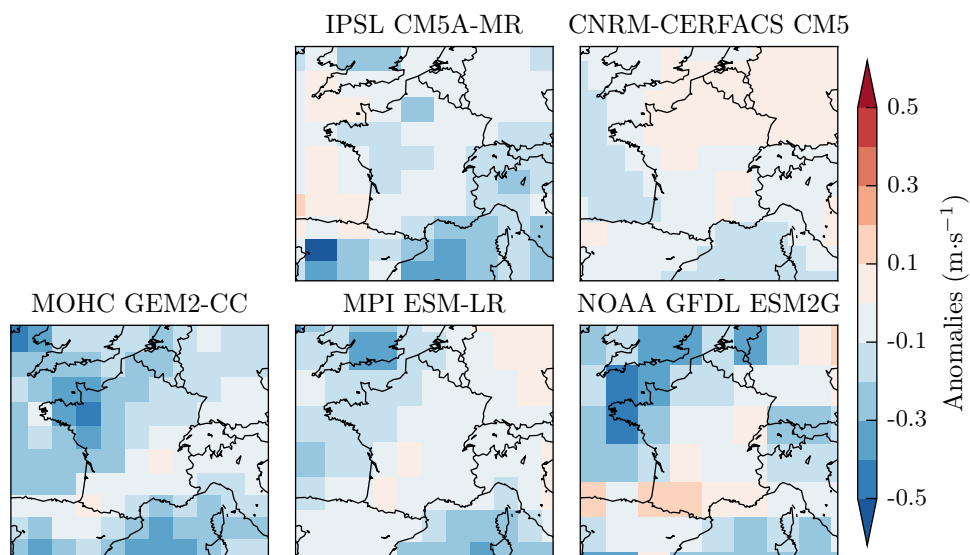 IPSL CM5A-MR
CNRM-CERFACS CM5
MOHC GEM2-CC
MPI ESM-LR
NOAA GFDL ESM2G
0.5
0.3
0.1
-0.1
-0.3
-0.5
Anomalies (m·s⁻¹)